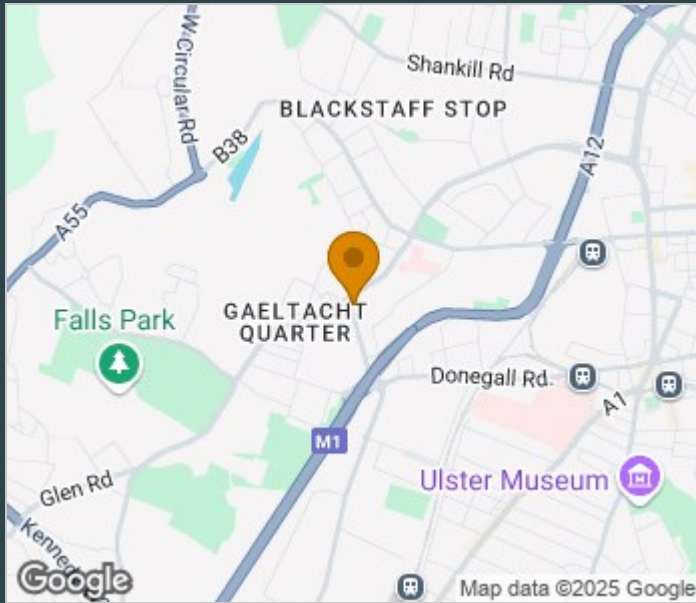 W Circular Rd
Shankill Rd
BLACKSTAFF STOP
B38
A12
A55
GAELTACHT
QUARTER
Falls Park
Donegall Rd.
A1
M1
Ulster Museum
Glen Rd
Google
Map data ©2025 Google